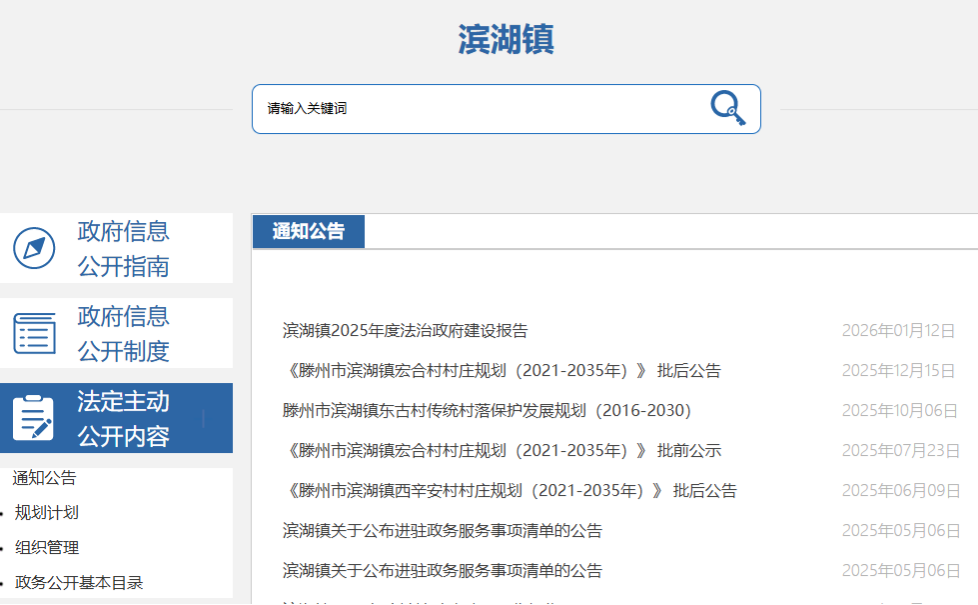 滨湖镇
请输入关键词
政府信息
公开指南
政府信息
公开制度
法定主动
公开内容
通知公告
规划计划
组织管理
政务公开基本目录
通知公告
滨湖镇2025年度法治政府建设报告 2026年01月12日
《滕州市滨湖镇宏合村村庄规划（2021-2035年）》 批后公告 2025年12月15日
滕州市滨湖镇东古村传统村落保护发展规划（2016-2030） 2025年10月06日
《滕州市滨湖镇宏合村村庄规划（2021-2035年）》 批前公示 2025年07月23日
《滕州市滨湖镇西辛安村村庄规划（2021-2035年）》 批后公告 2025年06月09日
滨湖镇关于公布进驻政务服务事项清单的公告 2025年05月06日
滨湖镇关于公布进驻政务服务事项清单的公告 2025年05月06日